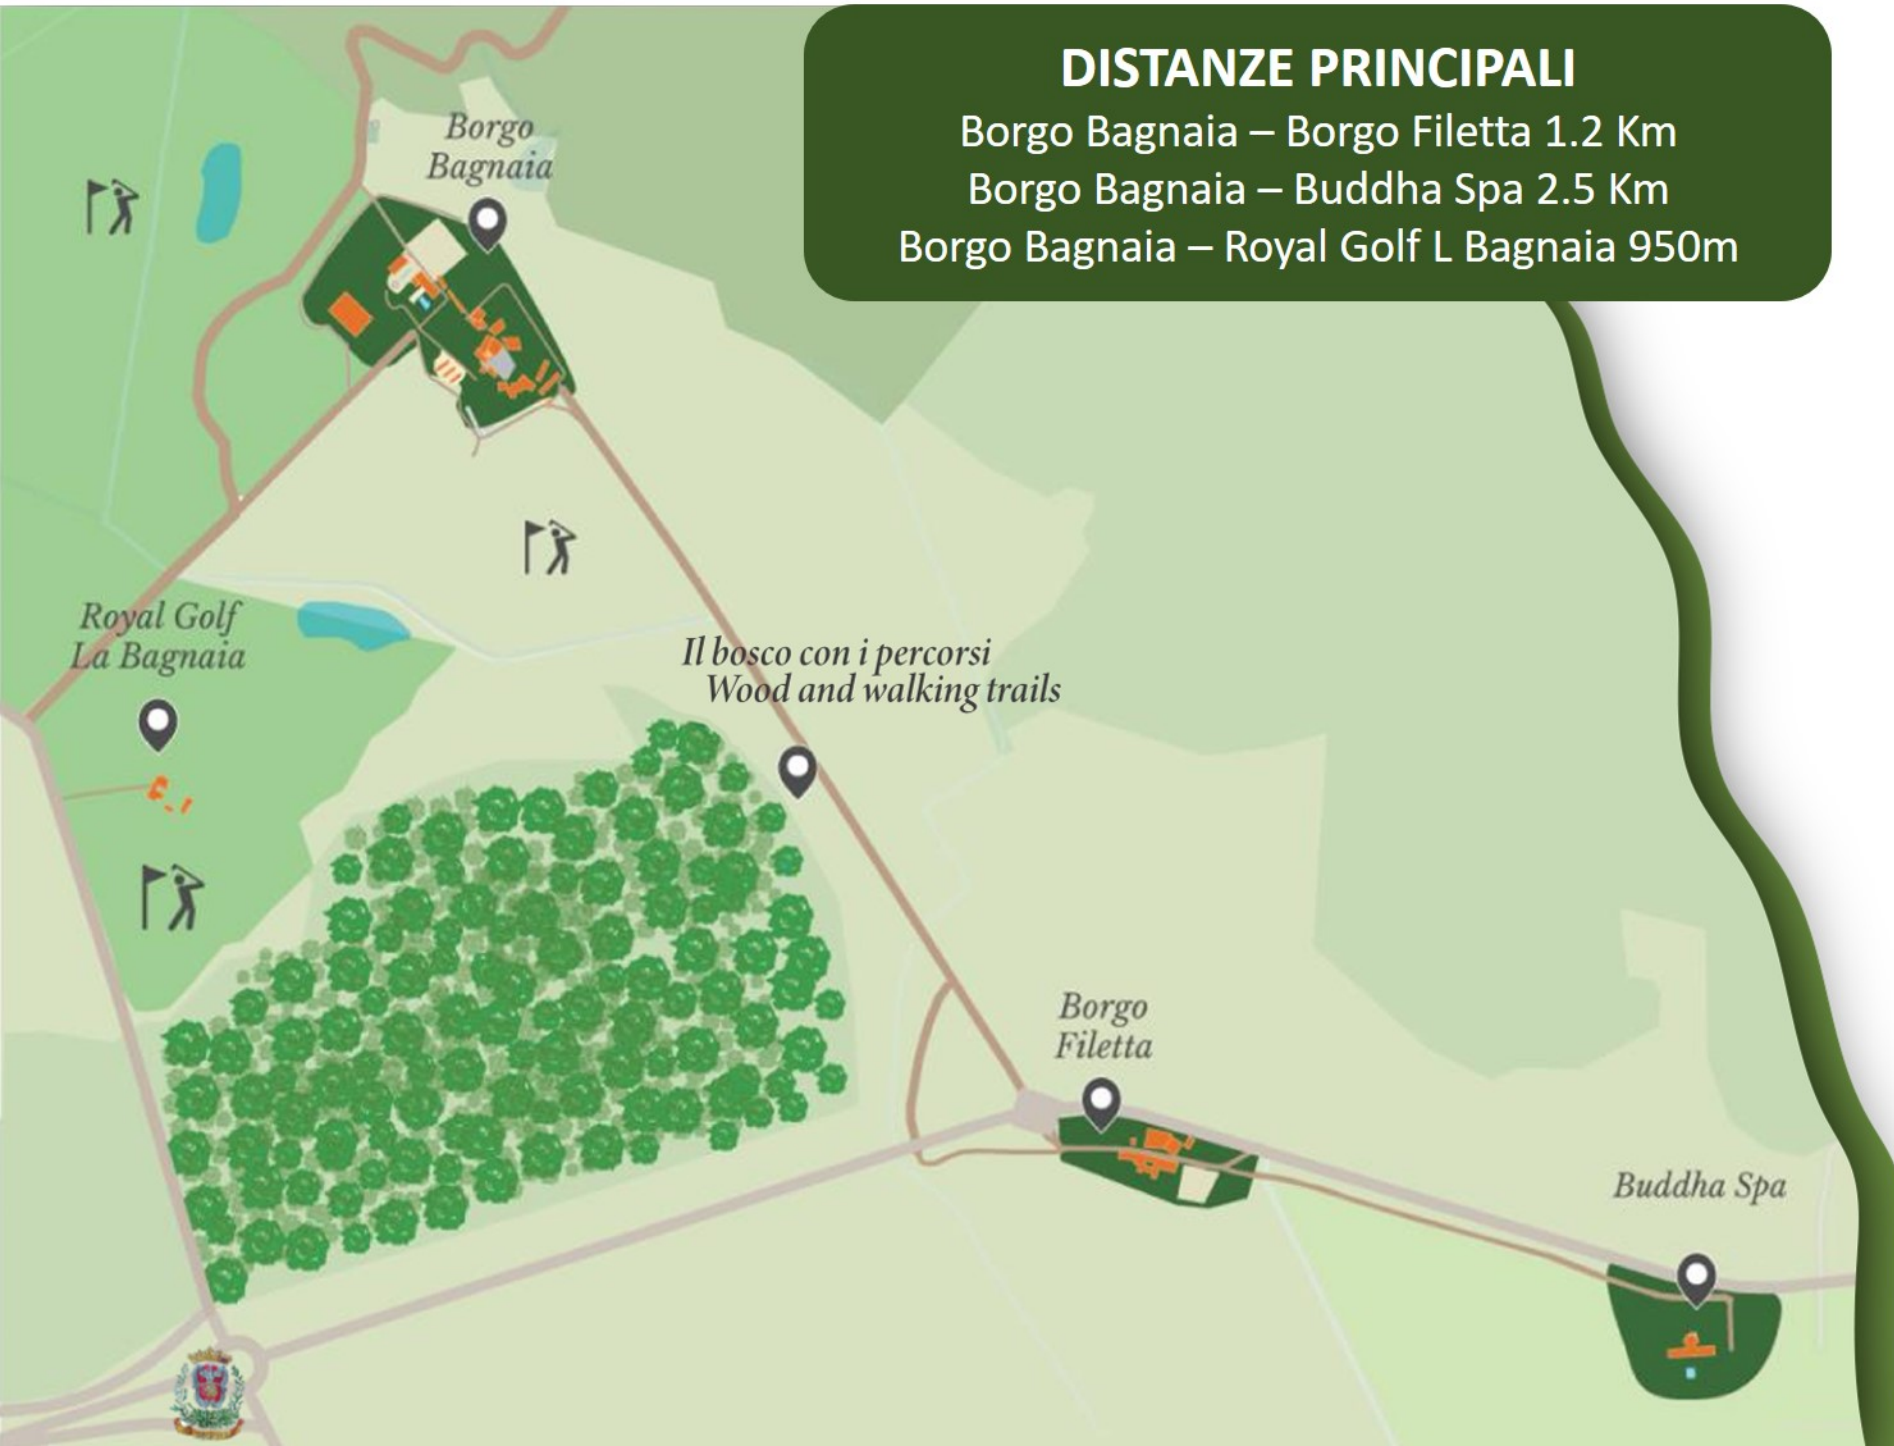 DISTANZE PRINCIPALI
Borgo Bagnaia – Borgo Filetta 1.2 Km
Borgo Bagnaia – Buddha Spa 2.5 Km
Borgo Bagnaia – Royal Golf L Bagnaia 950m
Borgo
Bagnaia
Royal Golf
La Bagnaia
Il bosco con i percorsi
Wood and walking trails
Borgo
Filetta
Buddha Spa